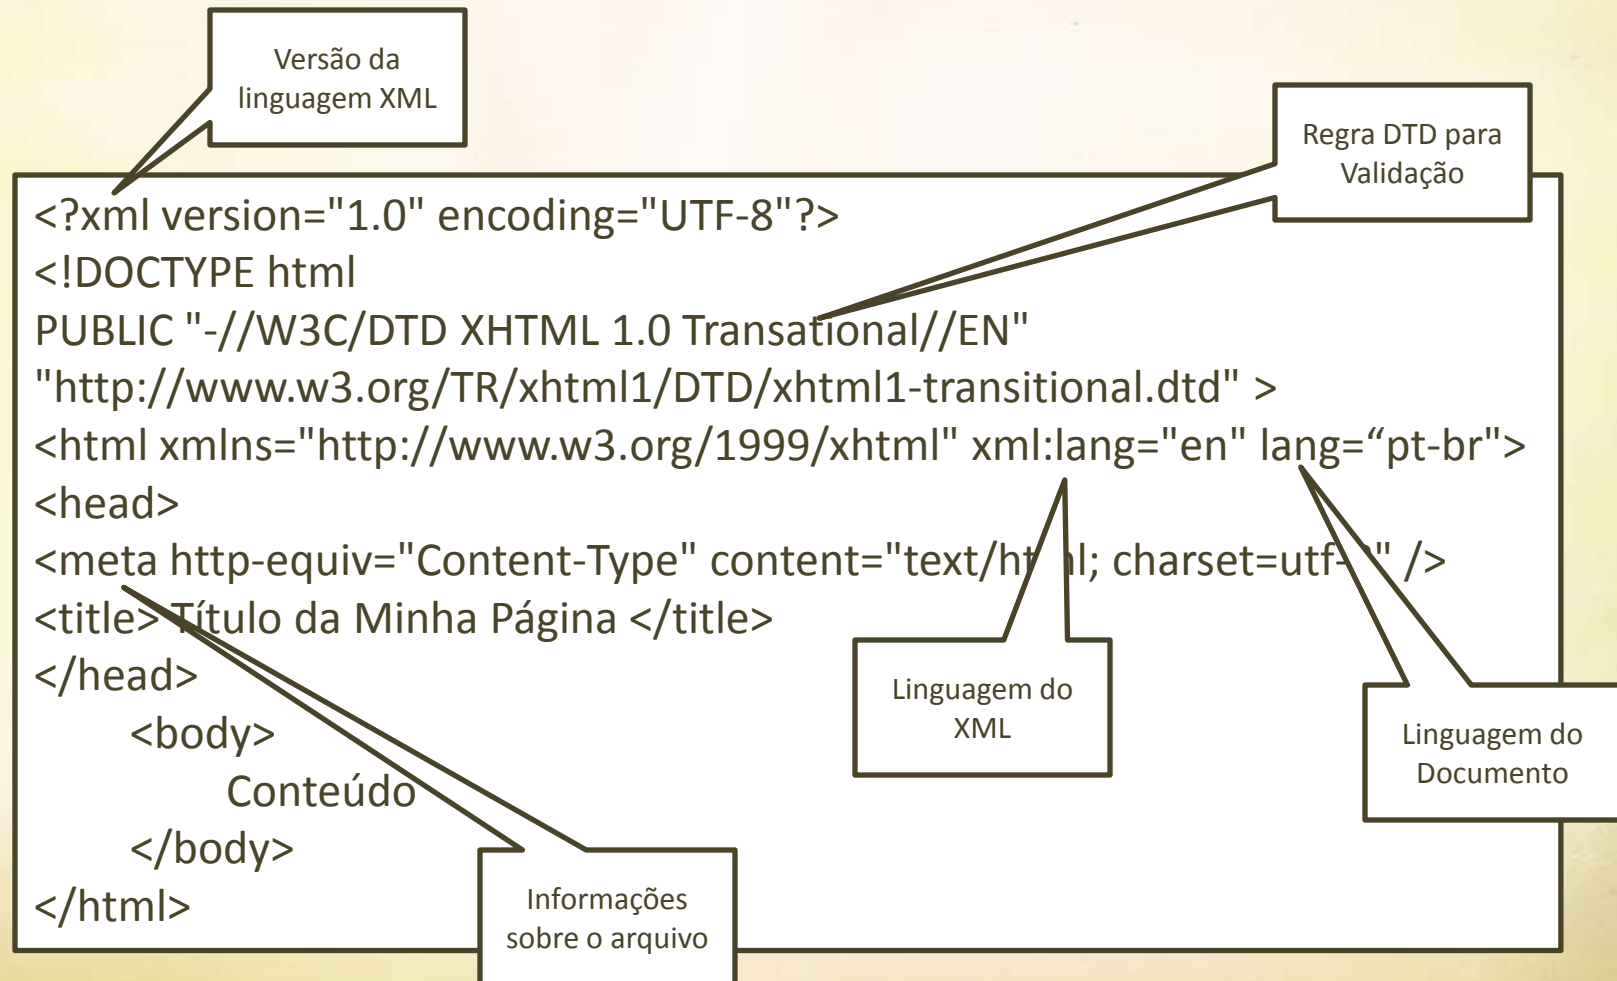 Versão da
linguagem XML
Regra DTD para
Validação
<?xml version="1.0" encoding="UTF-8"?>
<!DOCTYPE html
PUBLIC "-//W3C/DTD XHTML 1.0 Transational//EN"
"http://www.w3.org/TR/xhtml1/DTD/xhtml1-transitional.dtd" >
<html xmlns="http://www.w3.org/1999/xhtml" xml:lang="en" lang=“pt-br">
<head>
<meta http-equiv="Content-Type" content="text/html; charset=utf-8" />
<title> Título da Minha Página </title>
</head>
<body>
Conteúdo
</body>
</html>
Linguagem do
XML
Linguagem do
Documento
Informações
sobre o arquivo